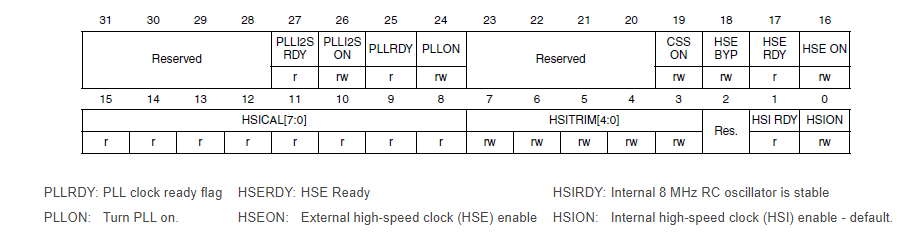 31 30 29 28 27 26 25 24 23 22 21 20 19 18 17 16
Reserved PLLI2S RDY PLLI2S ON PLLRDY PLLON Reserved CSS ON HSE BYP HSE RDY HSE ON
r rw r rw rw rw r rw
15 14 13 12 11 10 9 8 7 6 5 4 3 2 1 0
HSICAL[7:0] HSITRIM[4:0] Res. HSI RDY HSION
r r r r r r r r rw rw rw rw rw r rw
PLLRDY: PLL clock ready flag HSERDY: HSE Ready HSIRDY: Internal 8 MHz RC oscillator is stable
PLLON: Turn PLL on. HSEON: External high-speed clock (HSE) enable HSION: Internal high-speed clock (HSI) enable - default.